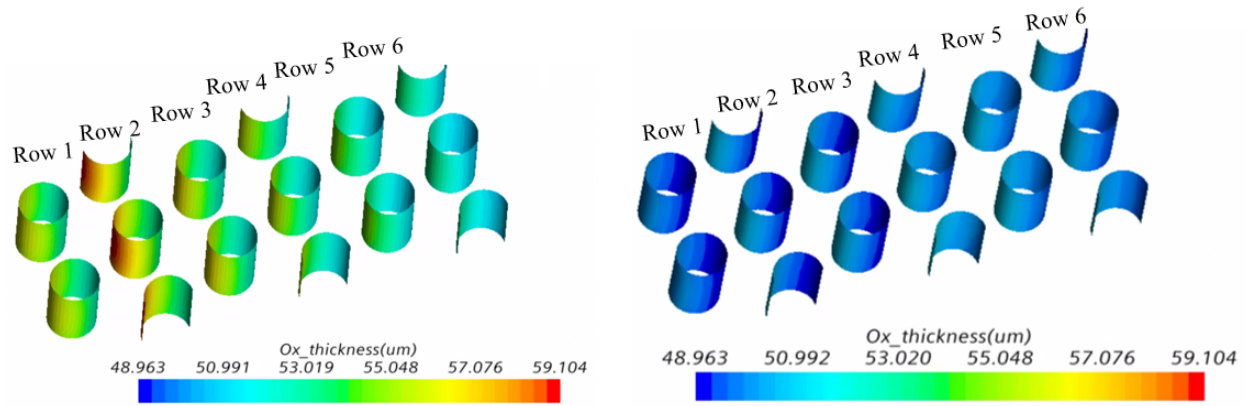 Row 1
Row 2
Row 3
Row 4
Row 5
Row 6
Ox_thickness(um)
48.963 50.991 53.019 55.048 57.076 59.104
Row 1
Row 2
Row 3
Row 4
Row 5
Row 6
Ox_thickness(um)
48.963 50.992 53.020 55.048 57.076 59.104